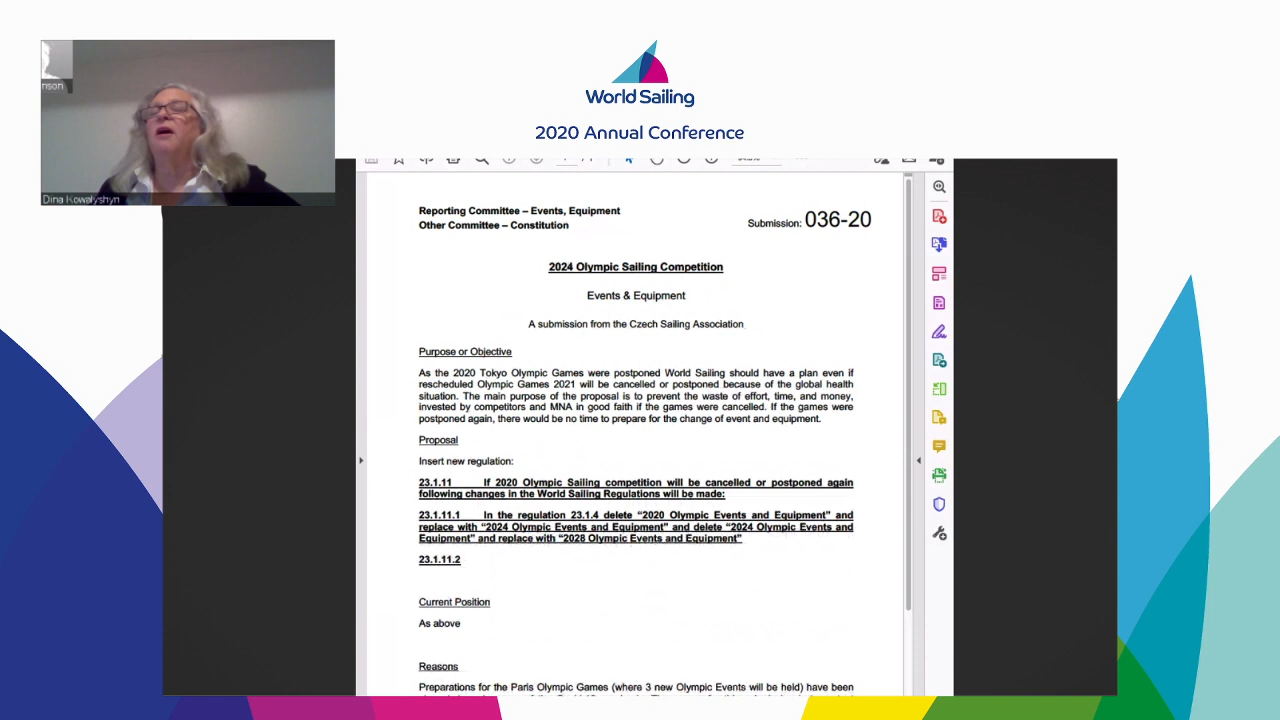 nson
Dina Kowalyshyn
World Sailing
2020 Annual Conference
Reporting Committee – Events, Equipment
Other Committee – Constitution
Submission: 036-20
2024 Olympic Sailing Competition
Events & Equipment
A submission from the Czech Sailing Association
Purpose or Objective
As the 2020 Tokyo Olympic Games were postponed World Sailing should have a plan even if
rescheduled Olympic Games 2021 will be cancelled or postponed because of the global health
situation. The main purpose of the proposal is to prevent the waste of effort, time, and money,
invested by competitors and MNA in good faith if the games were cancelled. If the games were
postponed again, there would be no time to prepare for the change of event and equipment.
Proposal
Insert new regulation:
23.1.11 If 2020 Olympic Sailing competition will be cancelled or postponed again
following changes in the World Sailing Regulations will be made:
23.1.11.1 In the regulation 23.1.4 delete “2020 Olympic Events and Equipment” and
replace with “2024 Olympic Events and Equipment” and delete “2024 Olympic Events and
Equipment” and replace with “2028 Olympic Events and Equipment”
23.1.11.2
Current Position
As above
Reasons
Preparations for the Paris Olympic Games (where 3 new Olympic Events will be held) have been